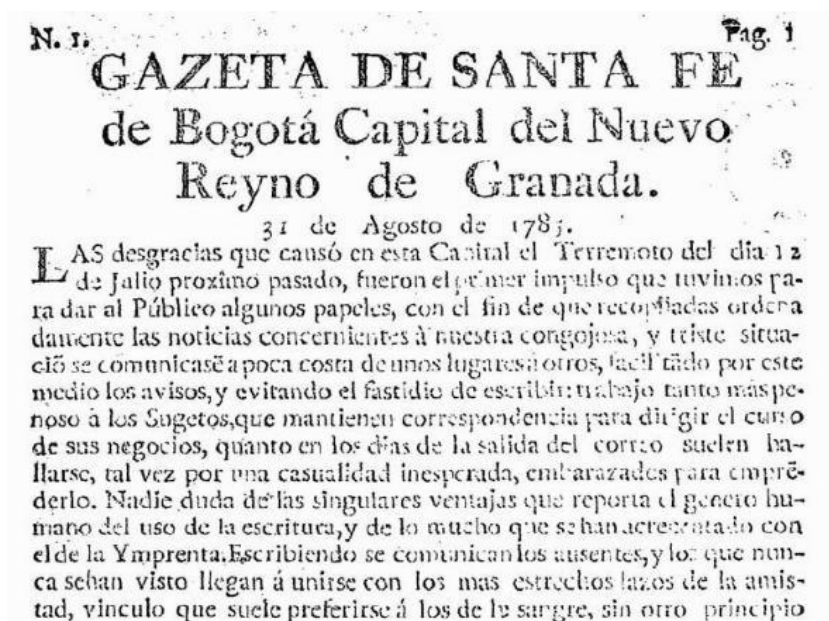 N. 1. Pag. 1
GAZETA DE SANTA FE
de Bogotá Capital del Nuevo
Reyno de Granada.
31 de Agosto de 1785.
LAS desgracias que causó en esta Capital el Terremoto del dia 12
de Julio proximo pasado, fueron el primer impulso que tuvimos pa-
ra dar al Público algunos papeles, con el fin de que recopiladas ordena
damente las noticias concernientes à nuestra congojosa, y triste situa-
ciõ se comunicasẽ a poca costa de unos lugares à otros, facilitãdo por este
medio los avisos, y evitando el fastidio de escribir: trabajo tanto mas pe-
noso à los Sugetos, que mantienen correspondencia para dirigir el curso
de sus negocios, quanto en los dias de la salida del correo suelen ha-
llarse, tal vez por una casualidad inesperada, embarazados para emprẽ-
derlo. Nadie duda de las singulares ventajas que reporta el genero hu-
mano del uso de la escritura, y de lo mucho que se han acrecentado con
el de la Ymprenta. Escribiendo se comunican los ausentes, y los que nun-
ca se han visto llegan á unirse con los mas estrechos lazos de la amis-
tad, vinculo que suele preferirse á los de la sangre, sin otro principio